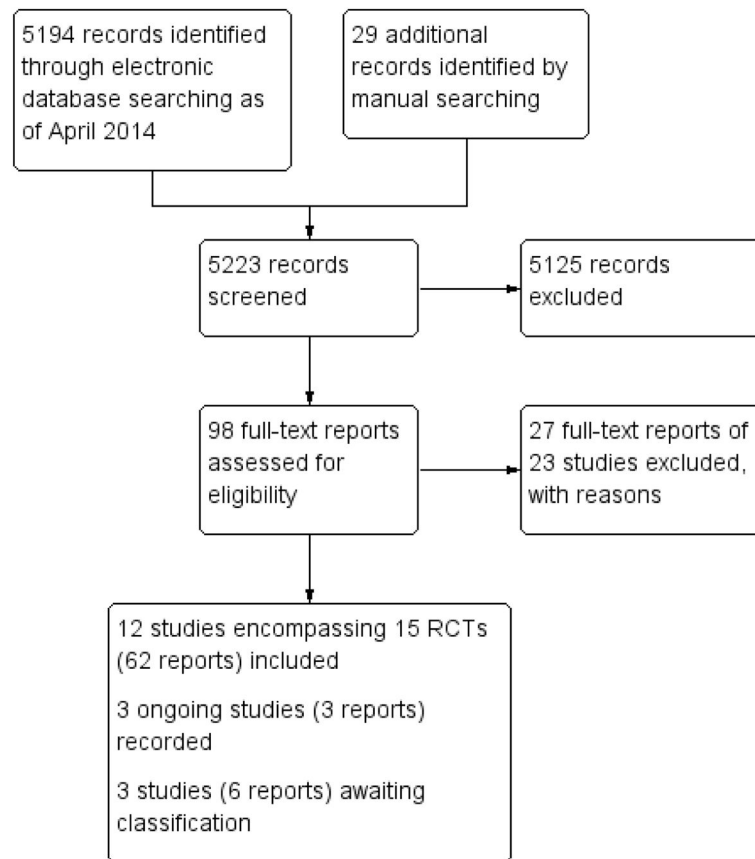 5194 records identified
through electronic
database searching as
of April 2014
29 additional
records identified by
manual searching
5223 records
screened
5125 records
excluded
98 full-text reports
assessed for
eligibility
27 full-text reports of
23 studies excluded,
with reasons
12 studies encompassing 15 RCTs
(62 reports) included
3 ongoing studies (3 reports)
recorded
3 studies (6 reports) awaiting
classification